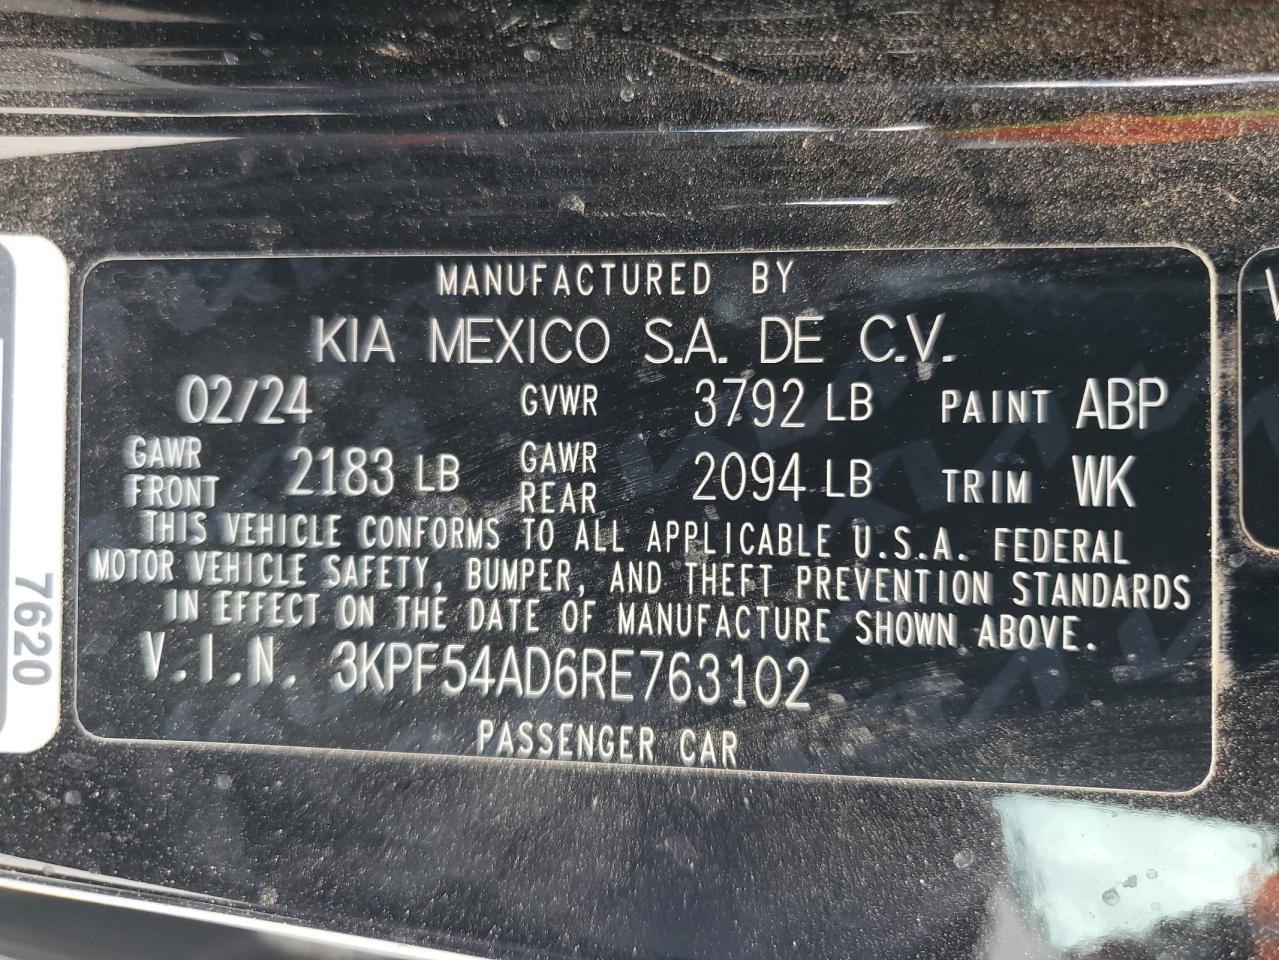 MANUFACTURED BY
KIA MEXICO S.A. DE C.V.
02/24 GVWR 3792 LB PAINT ABP
GAWR FRONT 2183 LB GAWR REAR 2094 LB TRIM WK
THIS VEHICLE CONFORMS TO ALL APPLICABLE U.S.A. FEDERAL
MOTOR VEHICLE SAFETY, BUMPER, AND THEFT PREVENTION STANDARDS
IN EFFECT ON THE DATE OF MANUFACTURE SHOWN ABOVE.
V.I.N. 3KPF54AD6RE763102
PASSENGER CAR
7620